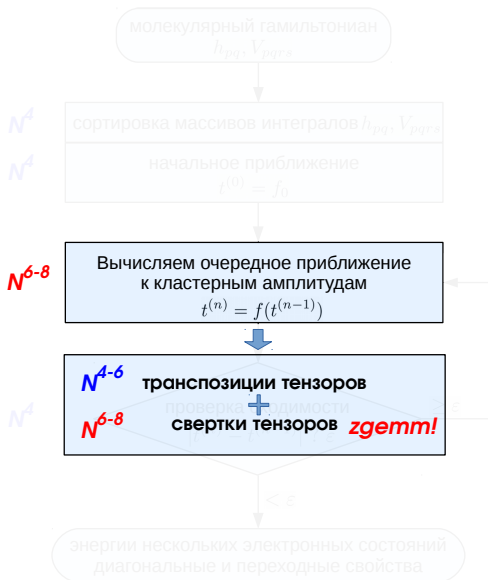 молекулярный гамильтониан
h_{pq}, V_{pqrs}
N^4 сортировка массивов интегралов h_{pq}, V_{pqrs}
N^4 начальное приближение
t^{(0)} = f_0
Вычисляем очередное приближение
N^{6-8} к кластерным амплитудам
t^{(n)} = f(t^{(n-1)})
N^{4-6} транспозиции тензоров
+
N^4 проверка сходимости
N^{6-8} свертки тензоров zgemm!
> ε
< ε
энергии нескольких электронных состояний
диагональные и переходные свойства